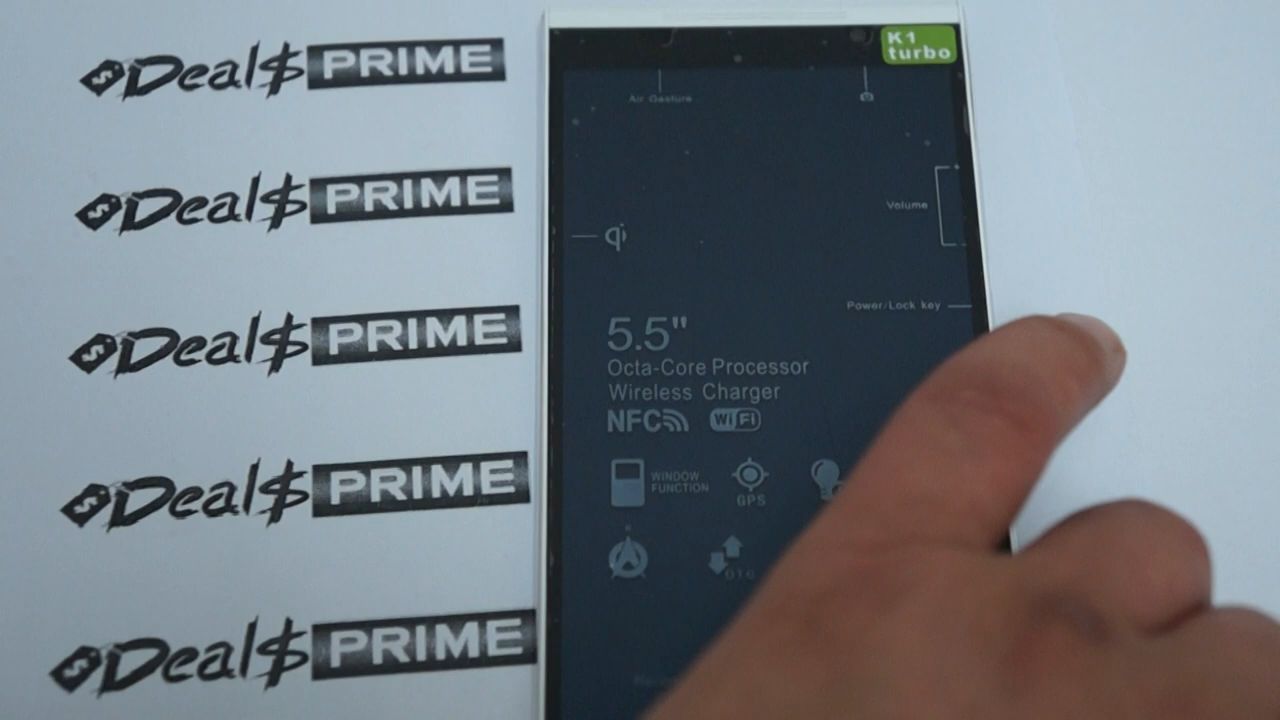 Deal$ PRIME
Deal$ PRIME
Deal$ PRIME
Deal$ PRIME
Deal$ PRIME
K1
turbo
Air Gesture
Volume
qi
Power/Lock key
5.5"
Octa-Core Processor
Wireless Charger
NFC WiFi
WINDOW
FUNCTION
GPS